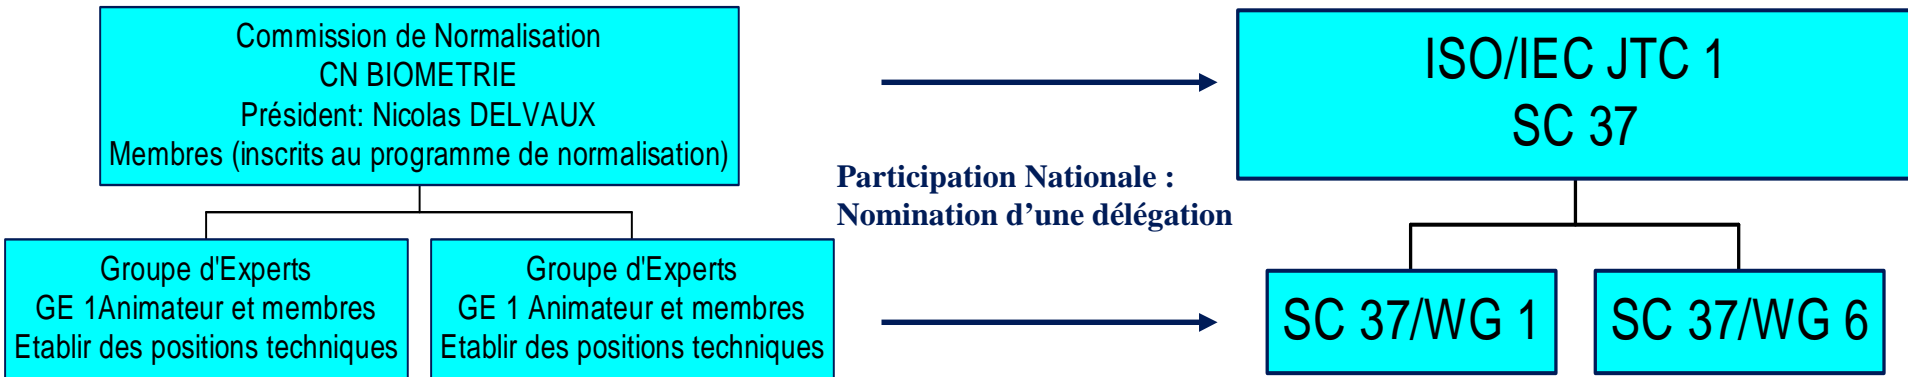 Commission de Normalisation
CN BIOMETRIE
Président: Nicolas DELVAUX
Membres (inscrits au programme de normalisation)
Groupe d'Experts
GE 1Animateur et membres
Etablir des positions techniques
Groupe d'Experts
GE 1 Animateur et membres
Etablir des positions techniques
Participation Nationale :
Nomination d’une délégation
ISO/IEC JTC 1
SC 37
SC 37/WG 1
SC 37/WG 6